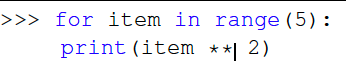 >>> for item in range(5):
    print(item ** 2)